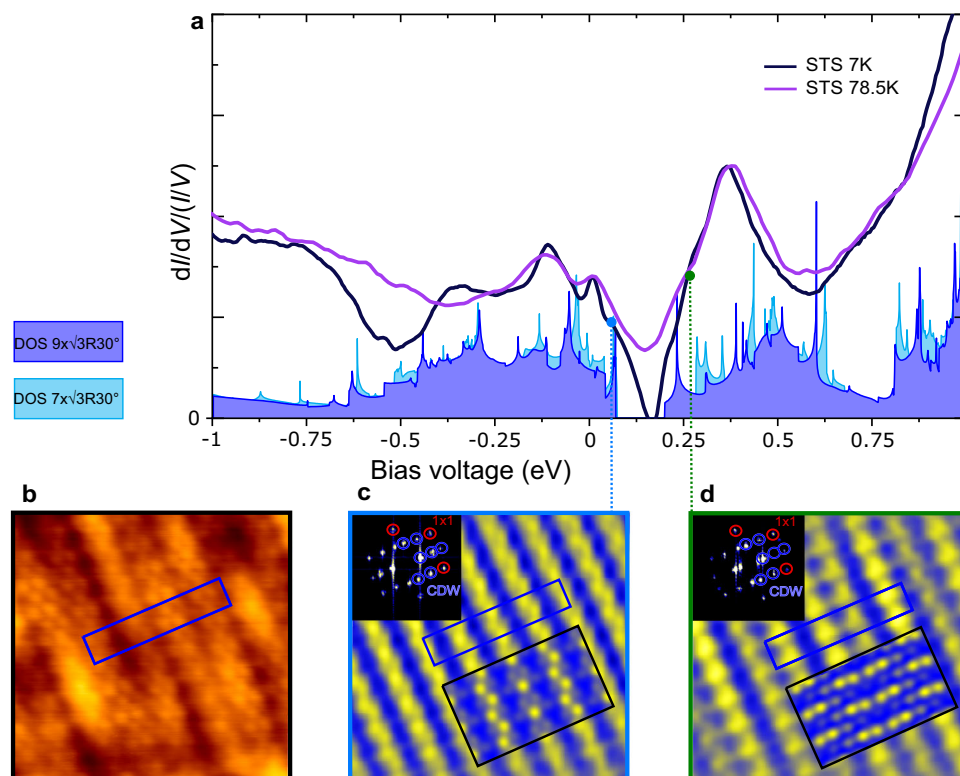 a
STS 7K
STS 78.5K
dI/dV/(I/V)
DOS 9x√3R30°
DOS 7x√3R30°
0
-1 -0.75 -0.5 -0.25 0 0.25 0.5 0.75
Bias voltage (eV)
b
c
d
1x1
CDW
1x1
CDW